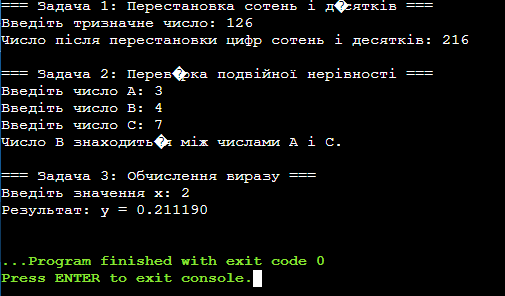 === Задача 1: Перестановка сотень і д�сятків ===
Введіть тризначне число: 126
Число після перестановки цифр сотень і десятків: 216
=== Задача 2: Перев�рка подвійної нерівності ===
Введіть число A: 3
Введіть число B: 4
Введіть число C: 7
Число B знаходить�я між числами A і C.
=== Задача 3: Обчислення виразу ===
Введіть значення x: 2
Результат: y = 0.211190
...Program finished with exit code 0
Press ENTER to exit console.